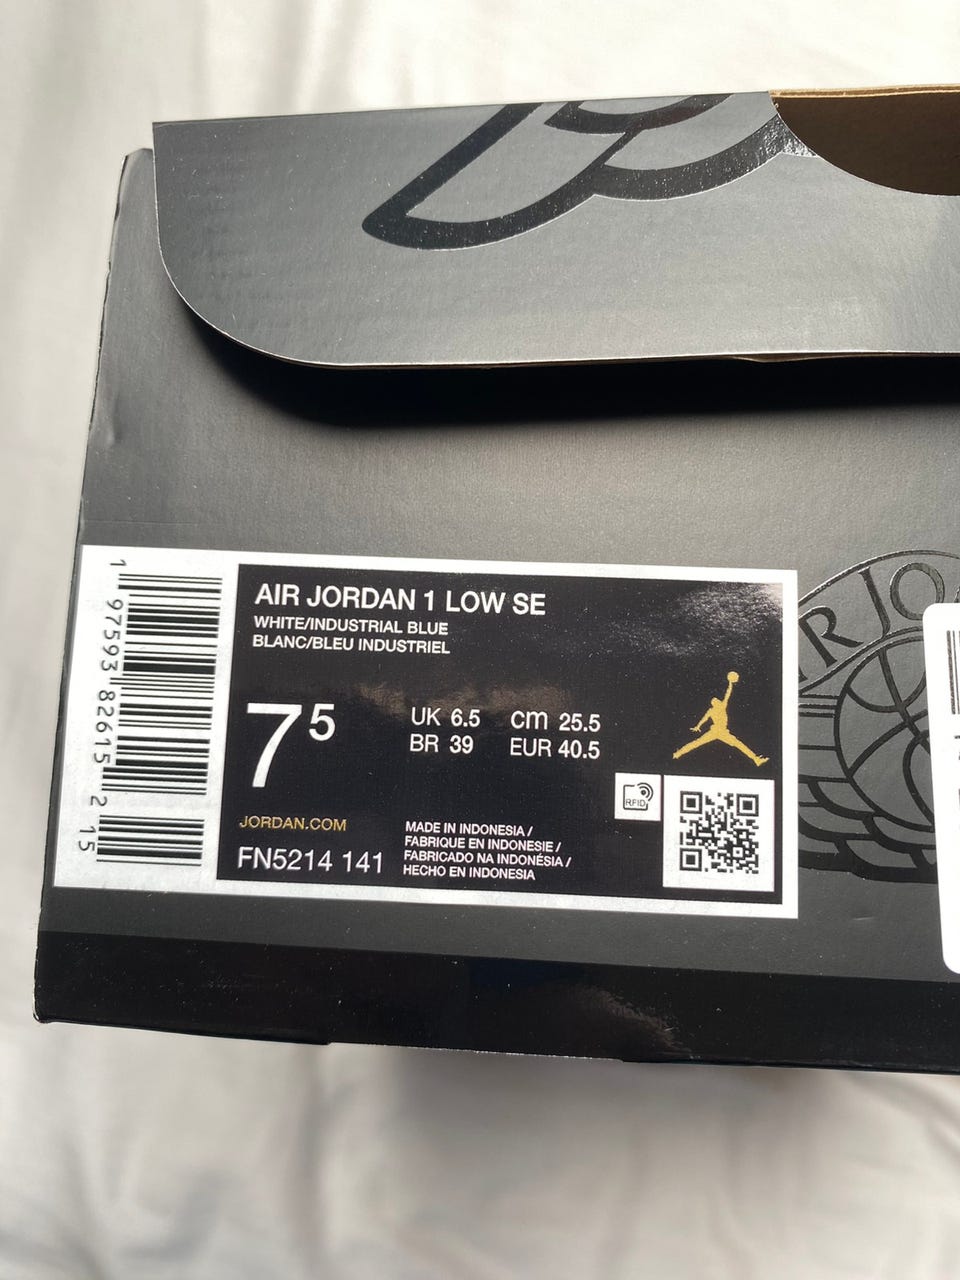 AIR JORDAN 1 LOW SE
WHITE/INDUSTRIAL BLUE
BLANC/BLEU INDUSTRIEL
7⁵
UK 6.5 cm 25.5
BR 39 EUR 40.5
RFID
JORDAN.COM
FN5214 141
MADE IN INDONESIA /
FABRIQUE EN INDONESIE /
FABRICADO NA INDONÉSIA /
HECHO EN INDONESIA
1 97593 82615 2 15
AIR JO